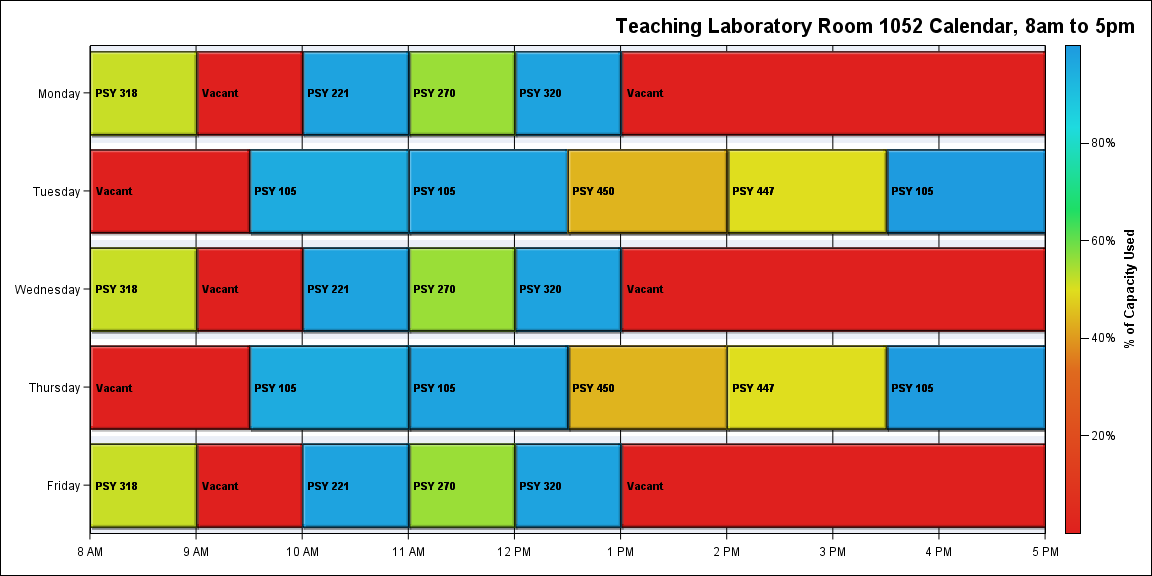 Teaching Laboratory Room 1052 Calendar, 8am to 5pm
Monday
PSY 318
Vacant
PSY 221
PSY 270
PSY 320
Vacant
Tuesday
Vacant
PSY 105
PSY 105
PSY 450
PSY 447
PSY 105
Wednesday
PSY 318
Vacant
PSY 221
PSY 270
PSY 320
Vacant
Thursday
Vacant
PSY 105
PSY 105
PSY 450
PSY 447
PSY 105
Friday
PSY 318
Vacant
PSY 221
PSY 270
PSY 320
Vacant
8 AM
9 AM
10 AM
11 AM
12 PM
1 PM
2 PM
3 PM
4 PM
5 PM
80%
60%
40%
20%
% of Capacity Used